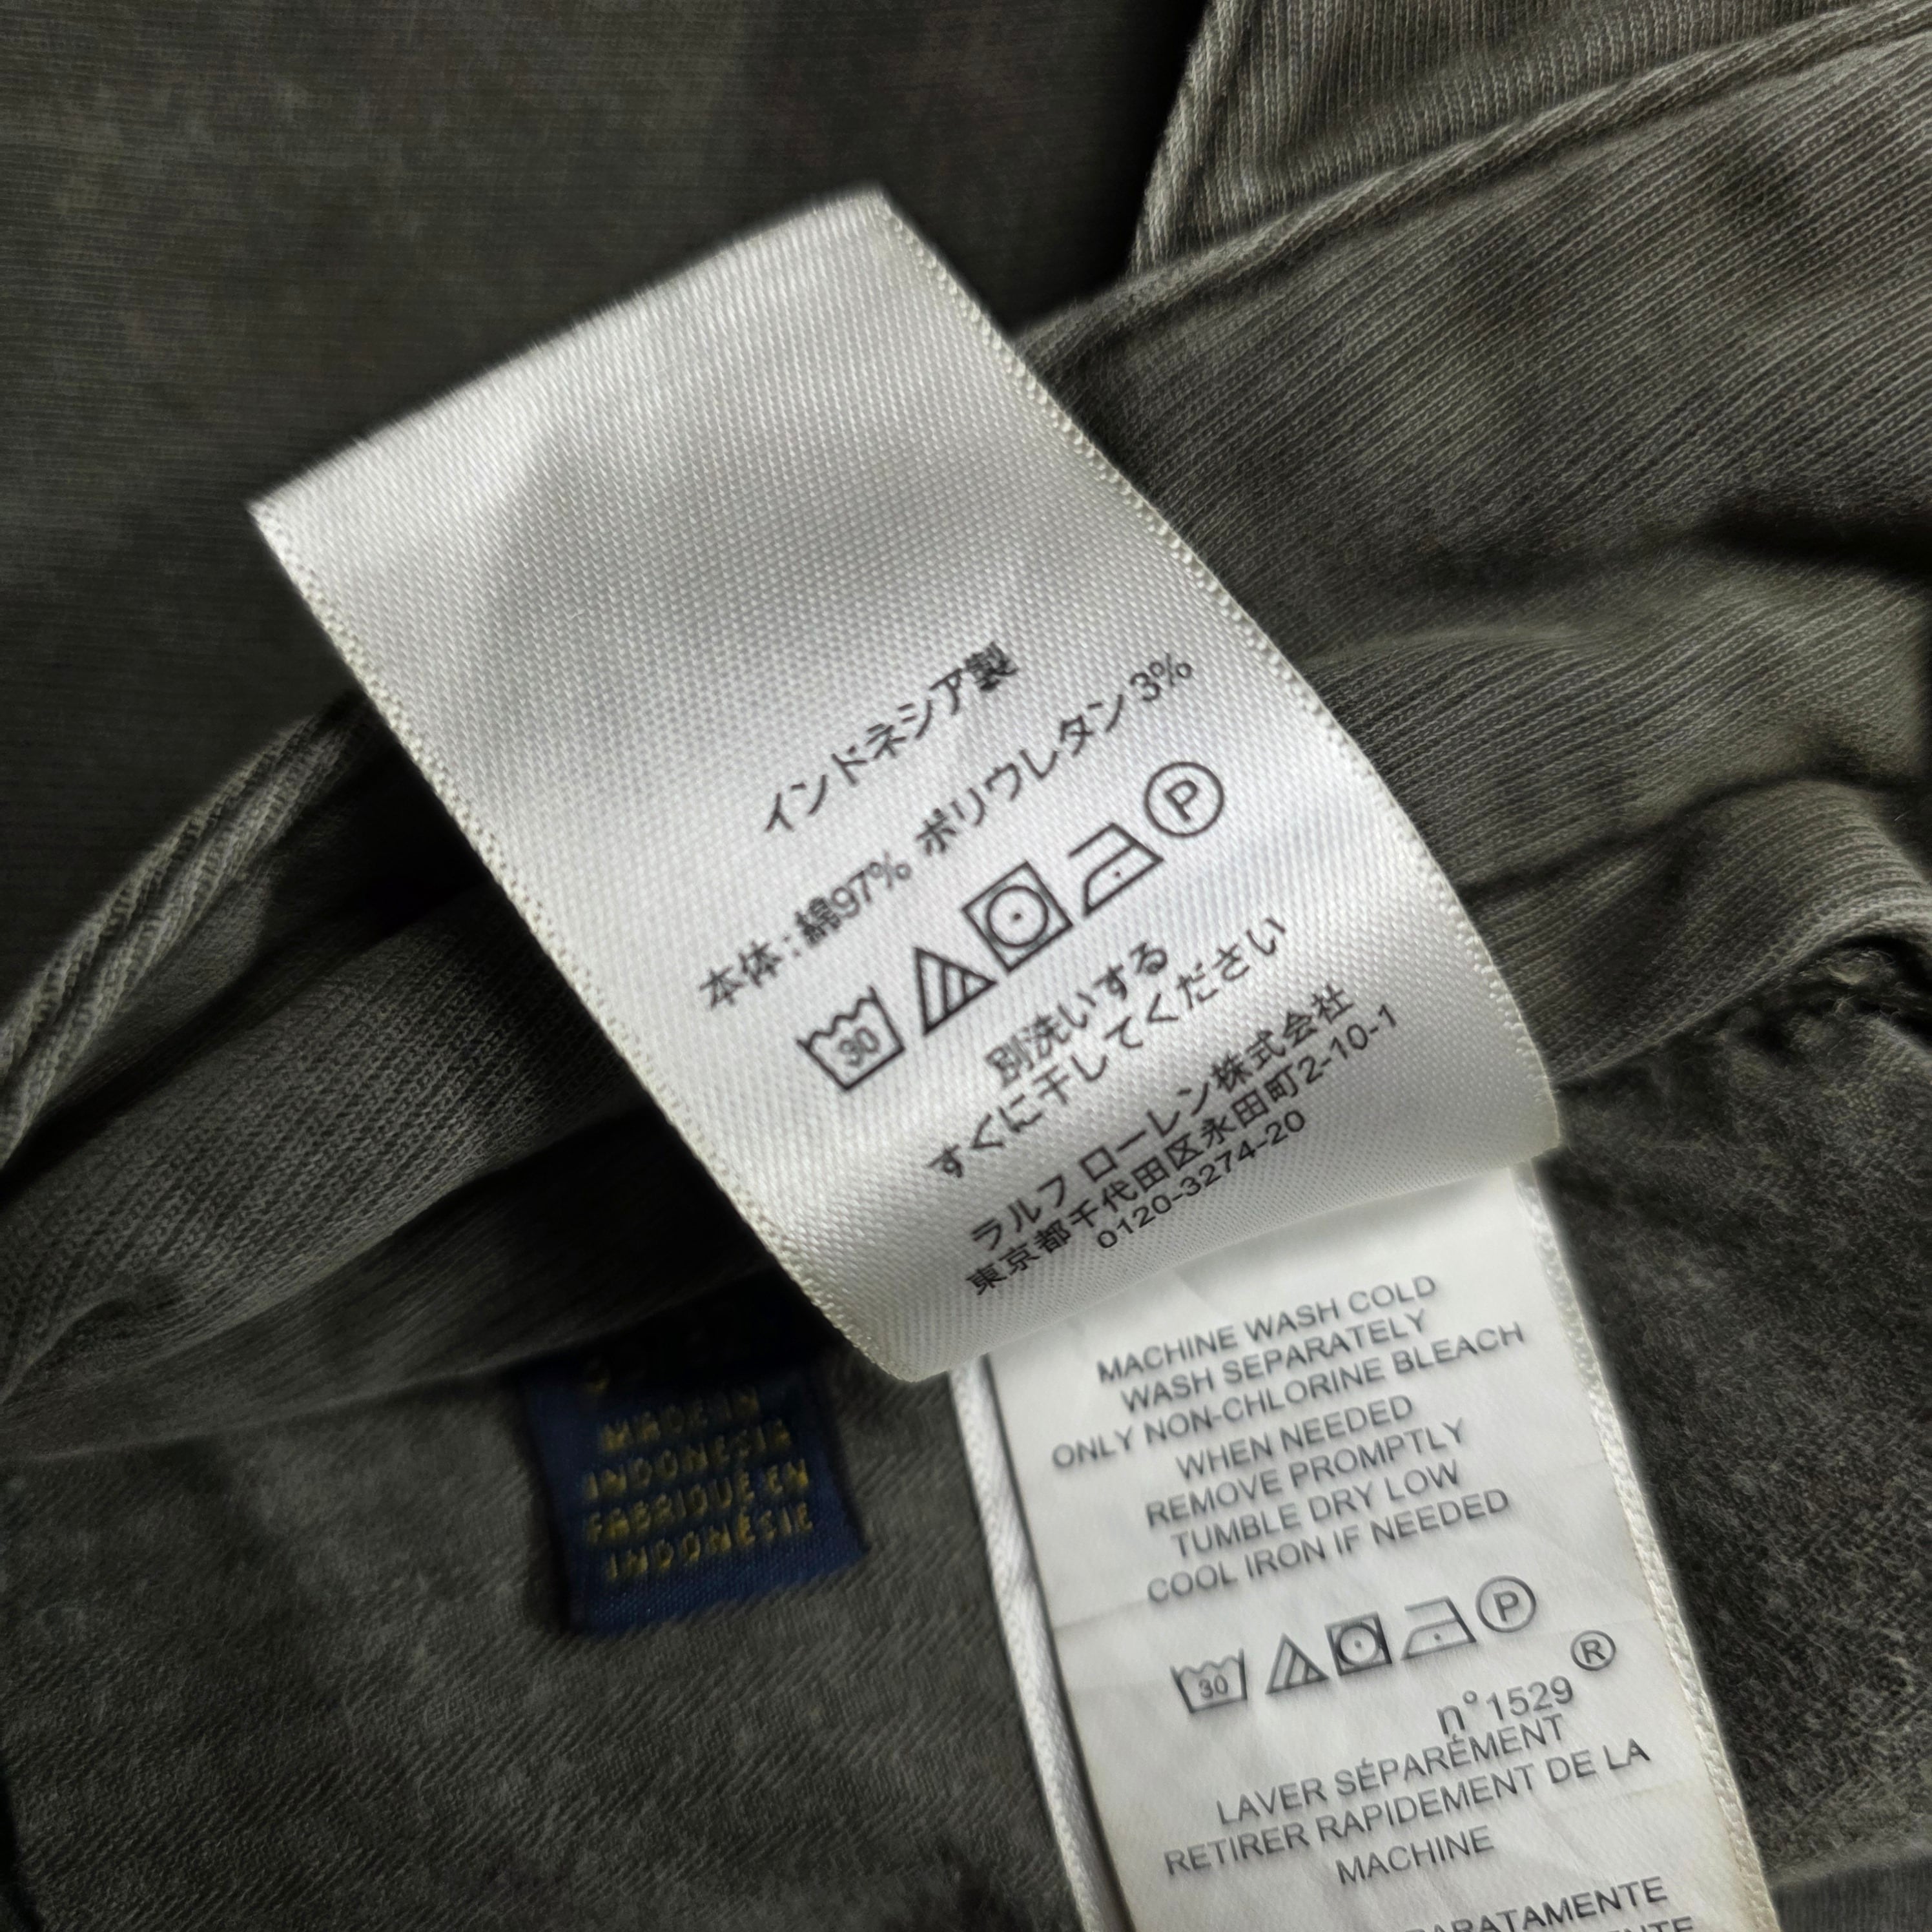 インドネシア製
本体:綿97% ポリウレタン3%
30 P
別洗いする
すぐに干してください
ラルフ ローレン株式会社
東京都千代田区永田町2-10-1
0120-3274-20
MACHINE WASH COLD
WASH SEPARATELY
ONLY NON-CHLORINE BLEACH
WHEN NEEDED
REMOVE PROMPTLY
TUMBLE DRY LOW
COOL IRON IF NEEDED
30 P
®
n°1529
LAVER SÉPARÉMENT
RETIRER RAPIDEMENT DE LA
MACHINE
MADE IN
INDONESIA
FABRIQUÉ EN
INDONÉSIE